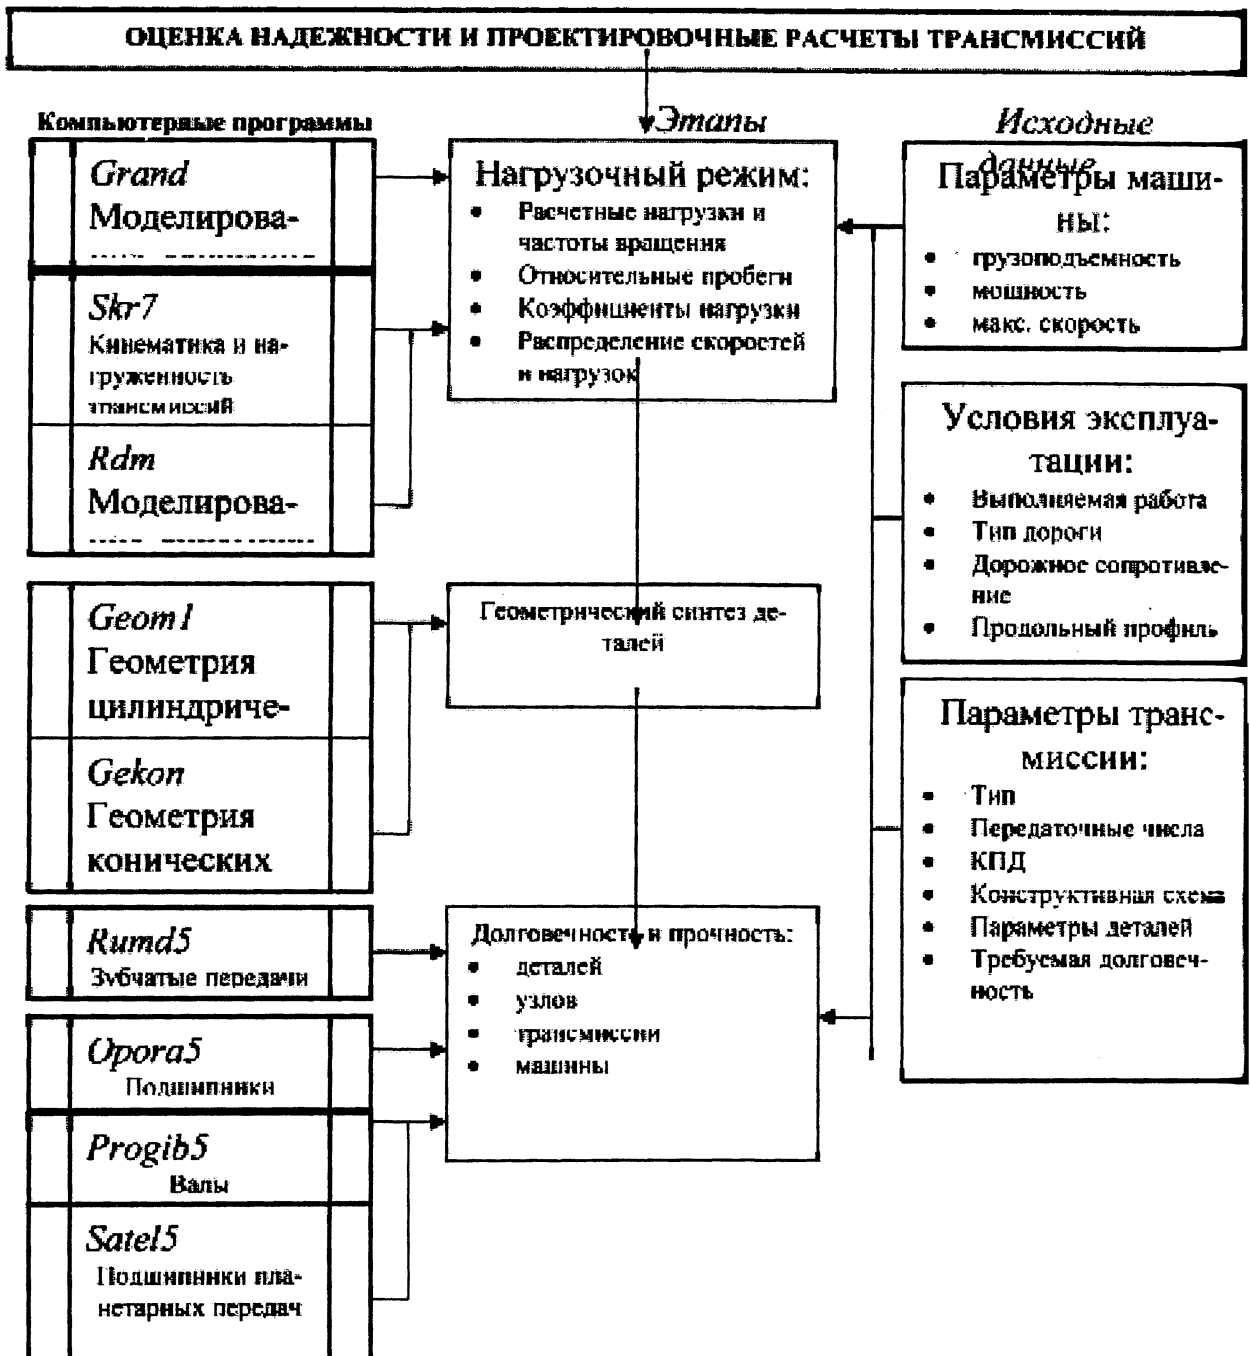 ОЦЕНКА НАДЕЖНОСТИ И ПРОЕКТИРОВОЧНЫЕ РАСЧЕТЫ ТРАНСМИССИЙ
Компьютерные программы
Grand
Моделирова-
Skr7
Кинематика и на-
груженность
трансмиссий
Rdm
Моделирова-
Geom1
Геометрия
цилиндриче-
Gekon
Геометрия
конических
Rumd5
Зубчатые передачи
Opora5
Подшипники
Progib5
Валы
Satel5
Подшипники пла-
нетарных передач
Этапы
Нагрузочный режим:
• Расчетные нагрузки и
частоты вращения
• Относительные пробеги
• Коэффициенты нагрузки
• Распределение скоростей
и нагрузок
Геометрический синтез де-
талей
Долговечность и прочность:
• деталей
• узлов
• трансмиссии
• машины
Исходные
данные
Параметры маши-
ны:
• грузоподъемность
• мощность
• макс. скорость
Условия эксплуа-
тации:
• Выполняемая работа
• Тип дороги
• Дорожное сопротивле-
ние
• Продольный профиль
Параметры транс-
миссии:
• Тип
• Передаточные числа
• КПД
• Конструктивная схема
• Параметры деталей
• Требуемая долговеч-
ность